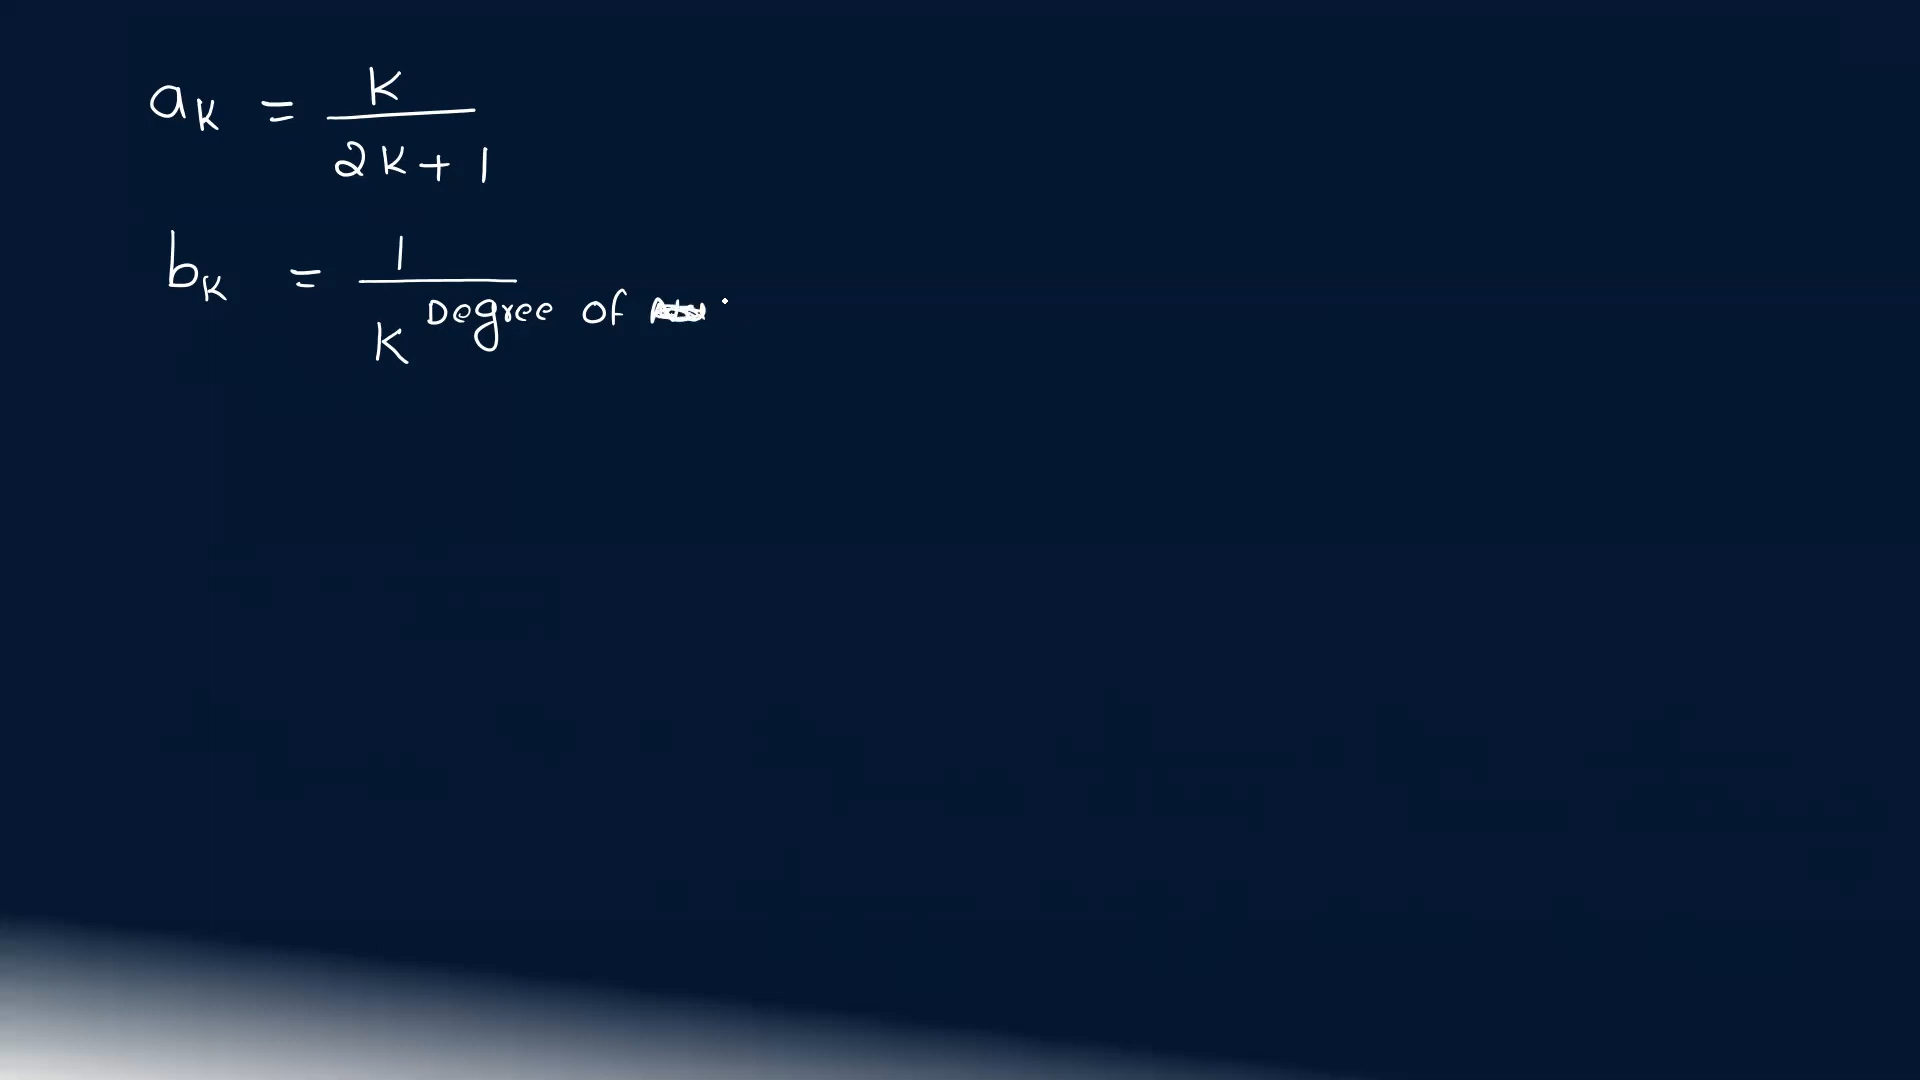 a_k = k / 2k + 1
b_k = 1 / k^Degree of